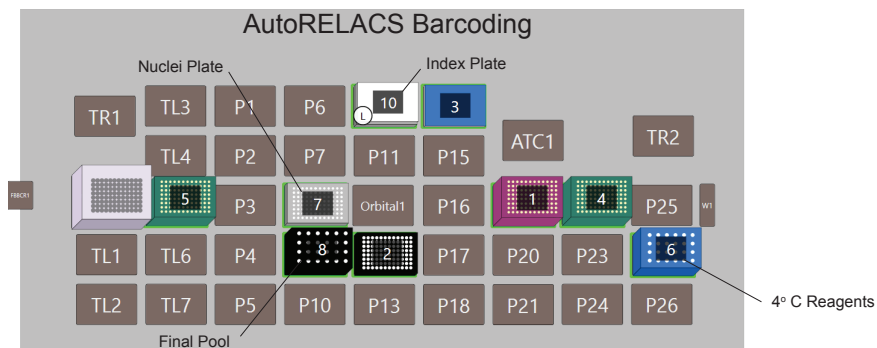 AutoRELACS Barcoding
Nuclei Plate
Index Plate
TR1
TL3
P1
P6
10
L
3
ATC1
TR2
TL4
P2
P7
P11
P15
FBBCR1
5
P3
7
Orbital1
P16
1
4
P25
W1
TL1
TL6
P4
8
2
P17
P20
P23
6
TL2
TL7
P5
P10
P13
P18
P21
P24
P26
4° C Reagents
Final Pool